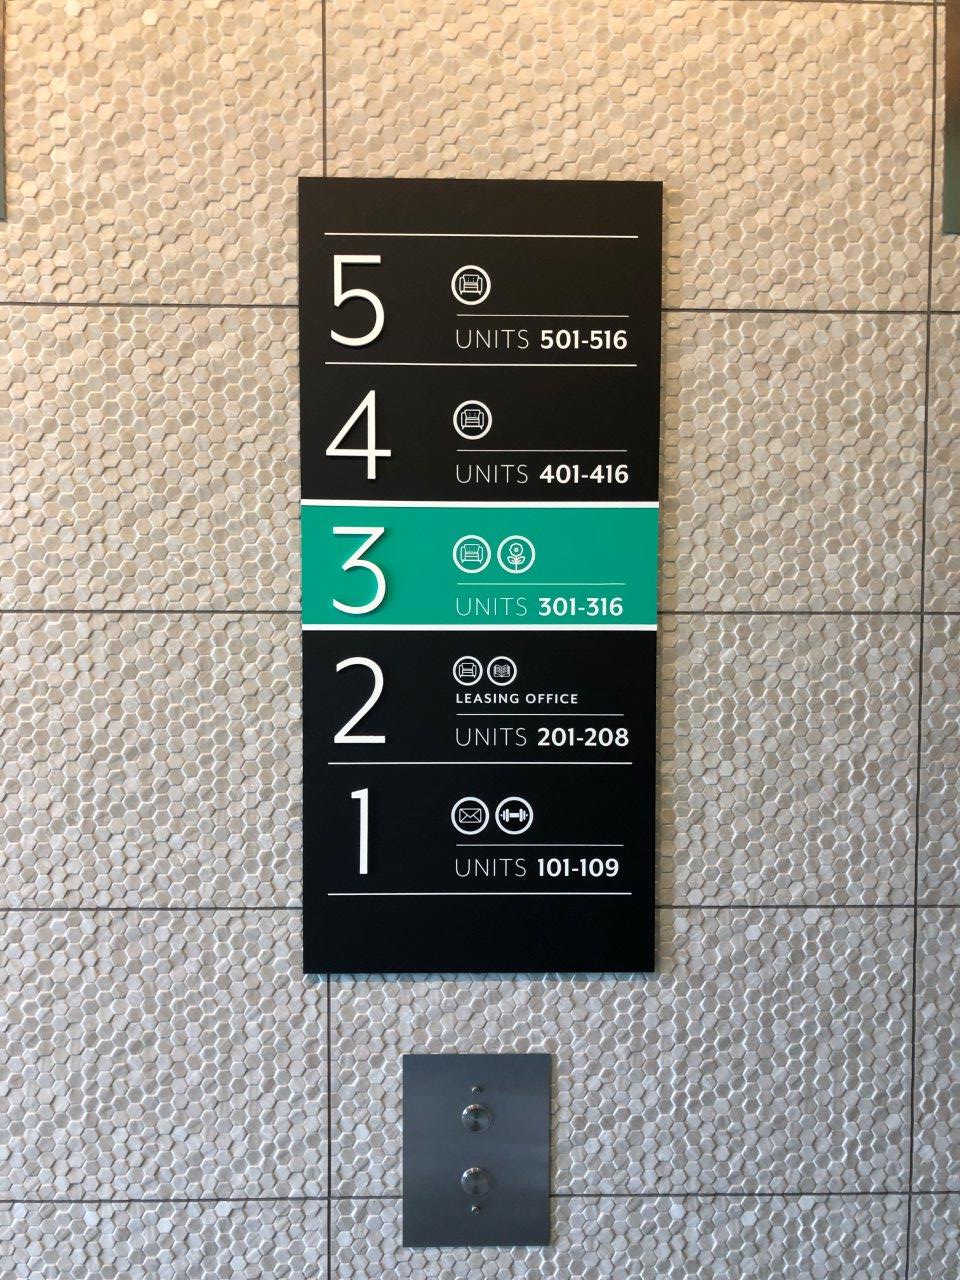 5
UNITS 501-516
4
UNITS 401-416
3
UNITS 301-316
2
LEASING OFFICE
UNITS 201-208
1
UNITS 101-109